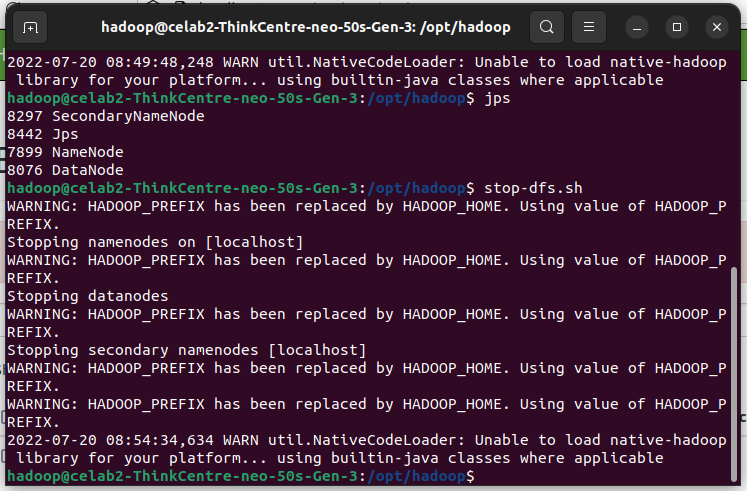 hadoop@celab2-ThinkCentre-neo-50s-Gen-3: /opt/hadoop
2022-07-20 08:49:48,248 WARN util.NativeCodeLoader: Unable to load native-hadoop
 library for your platform... using builtin-java classes where applicable
hadoop@celab2-ThinkCentre-neo-50s-Gen-3:/opt/hadoop$ jps
8297 SecondaryNameNode
8442 Jps
7899 NameNode
8076 DataNode
hadoop@celab2-ThinkCentre-neo-50s-Gen-3:/opt/hadoop$ stop-dfs.sh
WARNING: HADOOP_PREFIX has been replaced by HADOOP_HOME. Using value of HADOOP_P
REFIX.
Stopping namenodes on [localhost]
WARNING: HADOOP_PREFIX has been replaced by HADOOP_HOME. Using value of HADOOP_P
REFIX.
Stopping datanodes
WARNING: HADOOP_PREFIX has been replaced by HADOOP_HOME. Using value of HADOOP_P
REFIX.
Stopping secondary namenodes [localhost]
WARNING: HADOOP_PREFIX has been replaced by HADOOP_HOME. Using value of HADOOP_P
REFIX.
WARNING: HADOOP_PREFIX has been replaced by HADOOP_HOME. Using value of HADOOP_P
REFIX.
2022-07-20 08:54:34,634 WARN util.NativeCodeLoader: Unable to load native-hadoop
 library for your platform... using builtin-java classes where applicable
hadoop@celab2-ThinkCentre-neo-50s-Gen-3:/opt/hadoop$